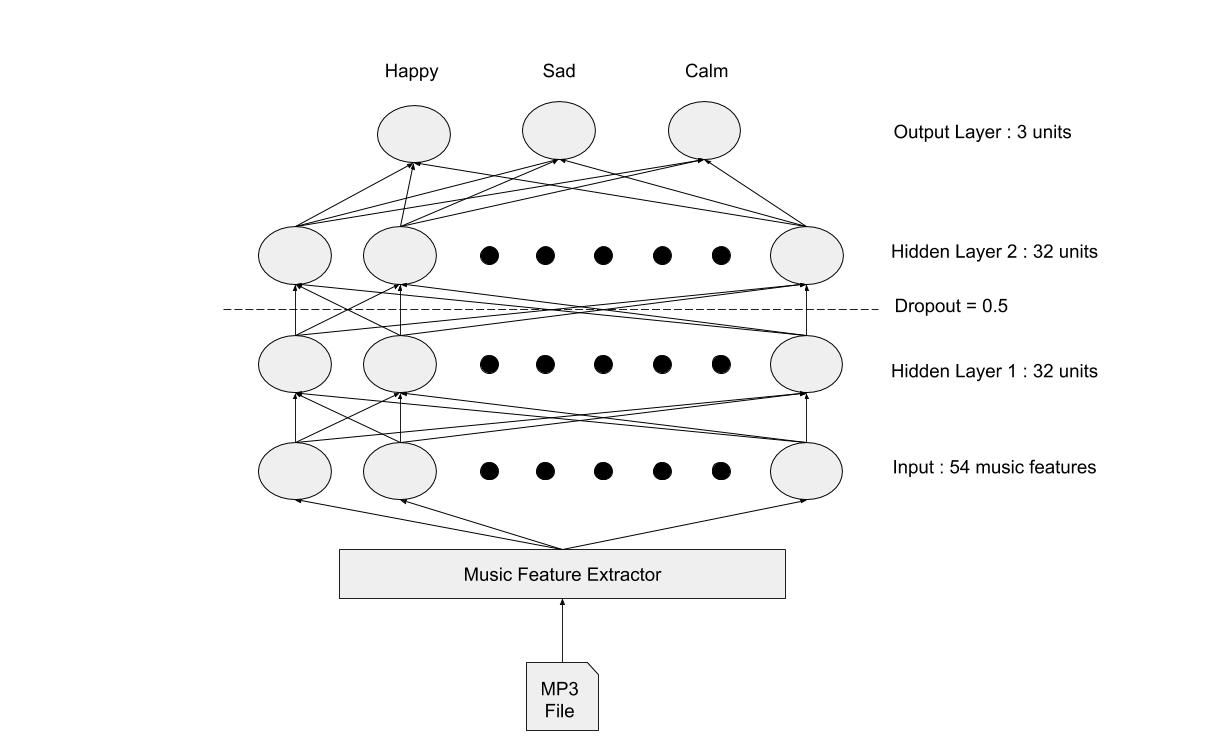 Happy
Sad
Calm
Output Layer : 3 units
Hidden Layer 2 : 32 units
Dropout = 0.5
Hidden Layer 1 : 32 units
Input : 54 music features
Music Feature Extractor
MP3
File